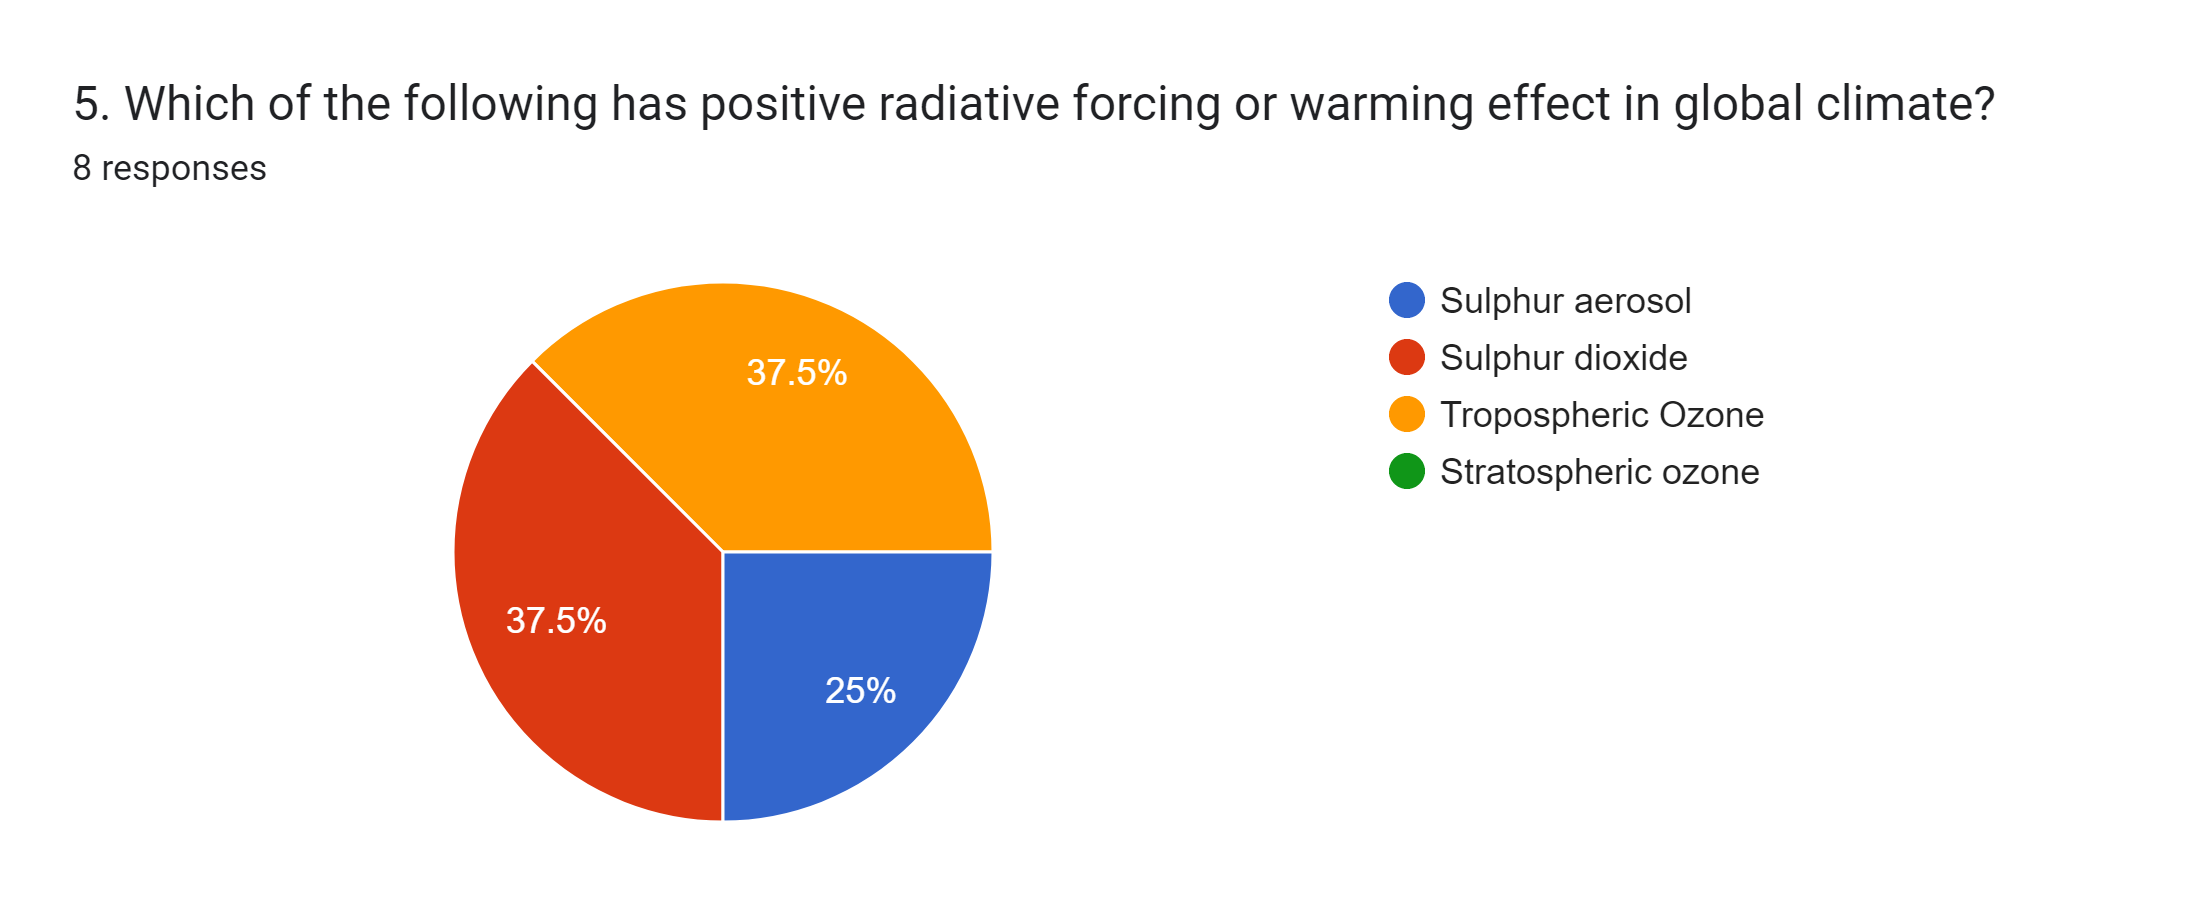 5. Which of the following has positive radiative forcing or warming effect in global climate?
8 responses
37.5%
37.5%
25%
Sulphur aerosol
Sulphur dioxide
Tropospheric Ozone
Stratospheric ozone